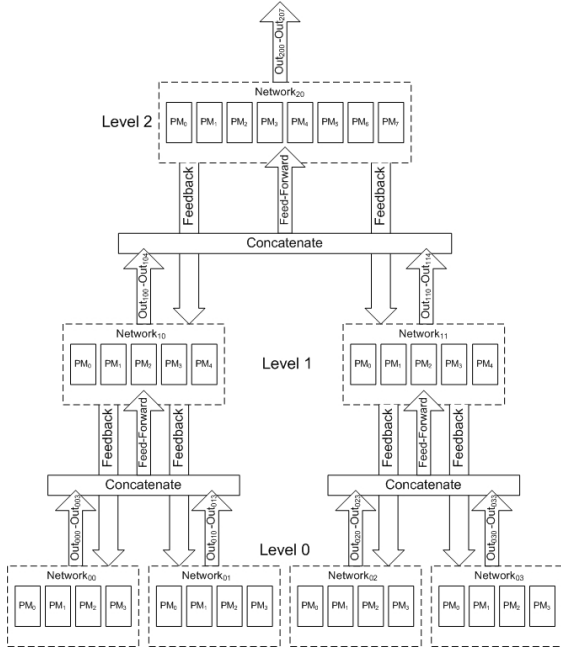 Out200-Out207
Network20
Level 2
PM0 PM1 PM2 PM3 PM4 PM5 PM6 PM7
Feedback Feed-Forward Feedback
Concatenate
Out100-Out104 Out110-Out114
Network10 Network11
PM0 PM1 PM2 PM3 PM4 PM0 PM1 PM2 PM3 PM4
Level 1
Feedback Feed-Forward Feedback Feedback Feed-Forward Feedback
Concatenate Concatenate
Out000-Out003 Out010-Out013 Out020-Out023 Out030-Out033
Level 0
Network00 Network01 Network02 Network03
PM0 PM1 PM2 PM3 PM0 PM1 PM2 PM3 PM0 PM1 PM2 PM3 PM0 PM1 PM2 PM3